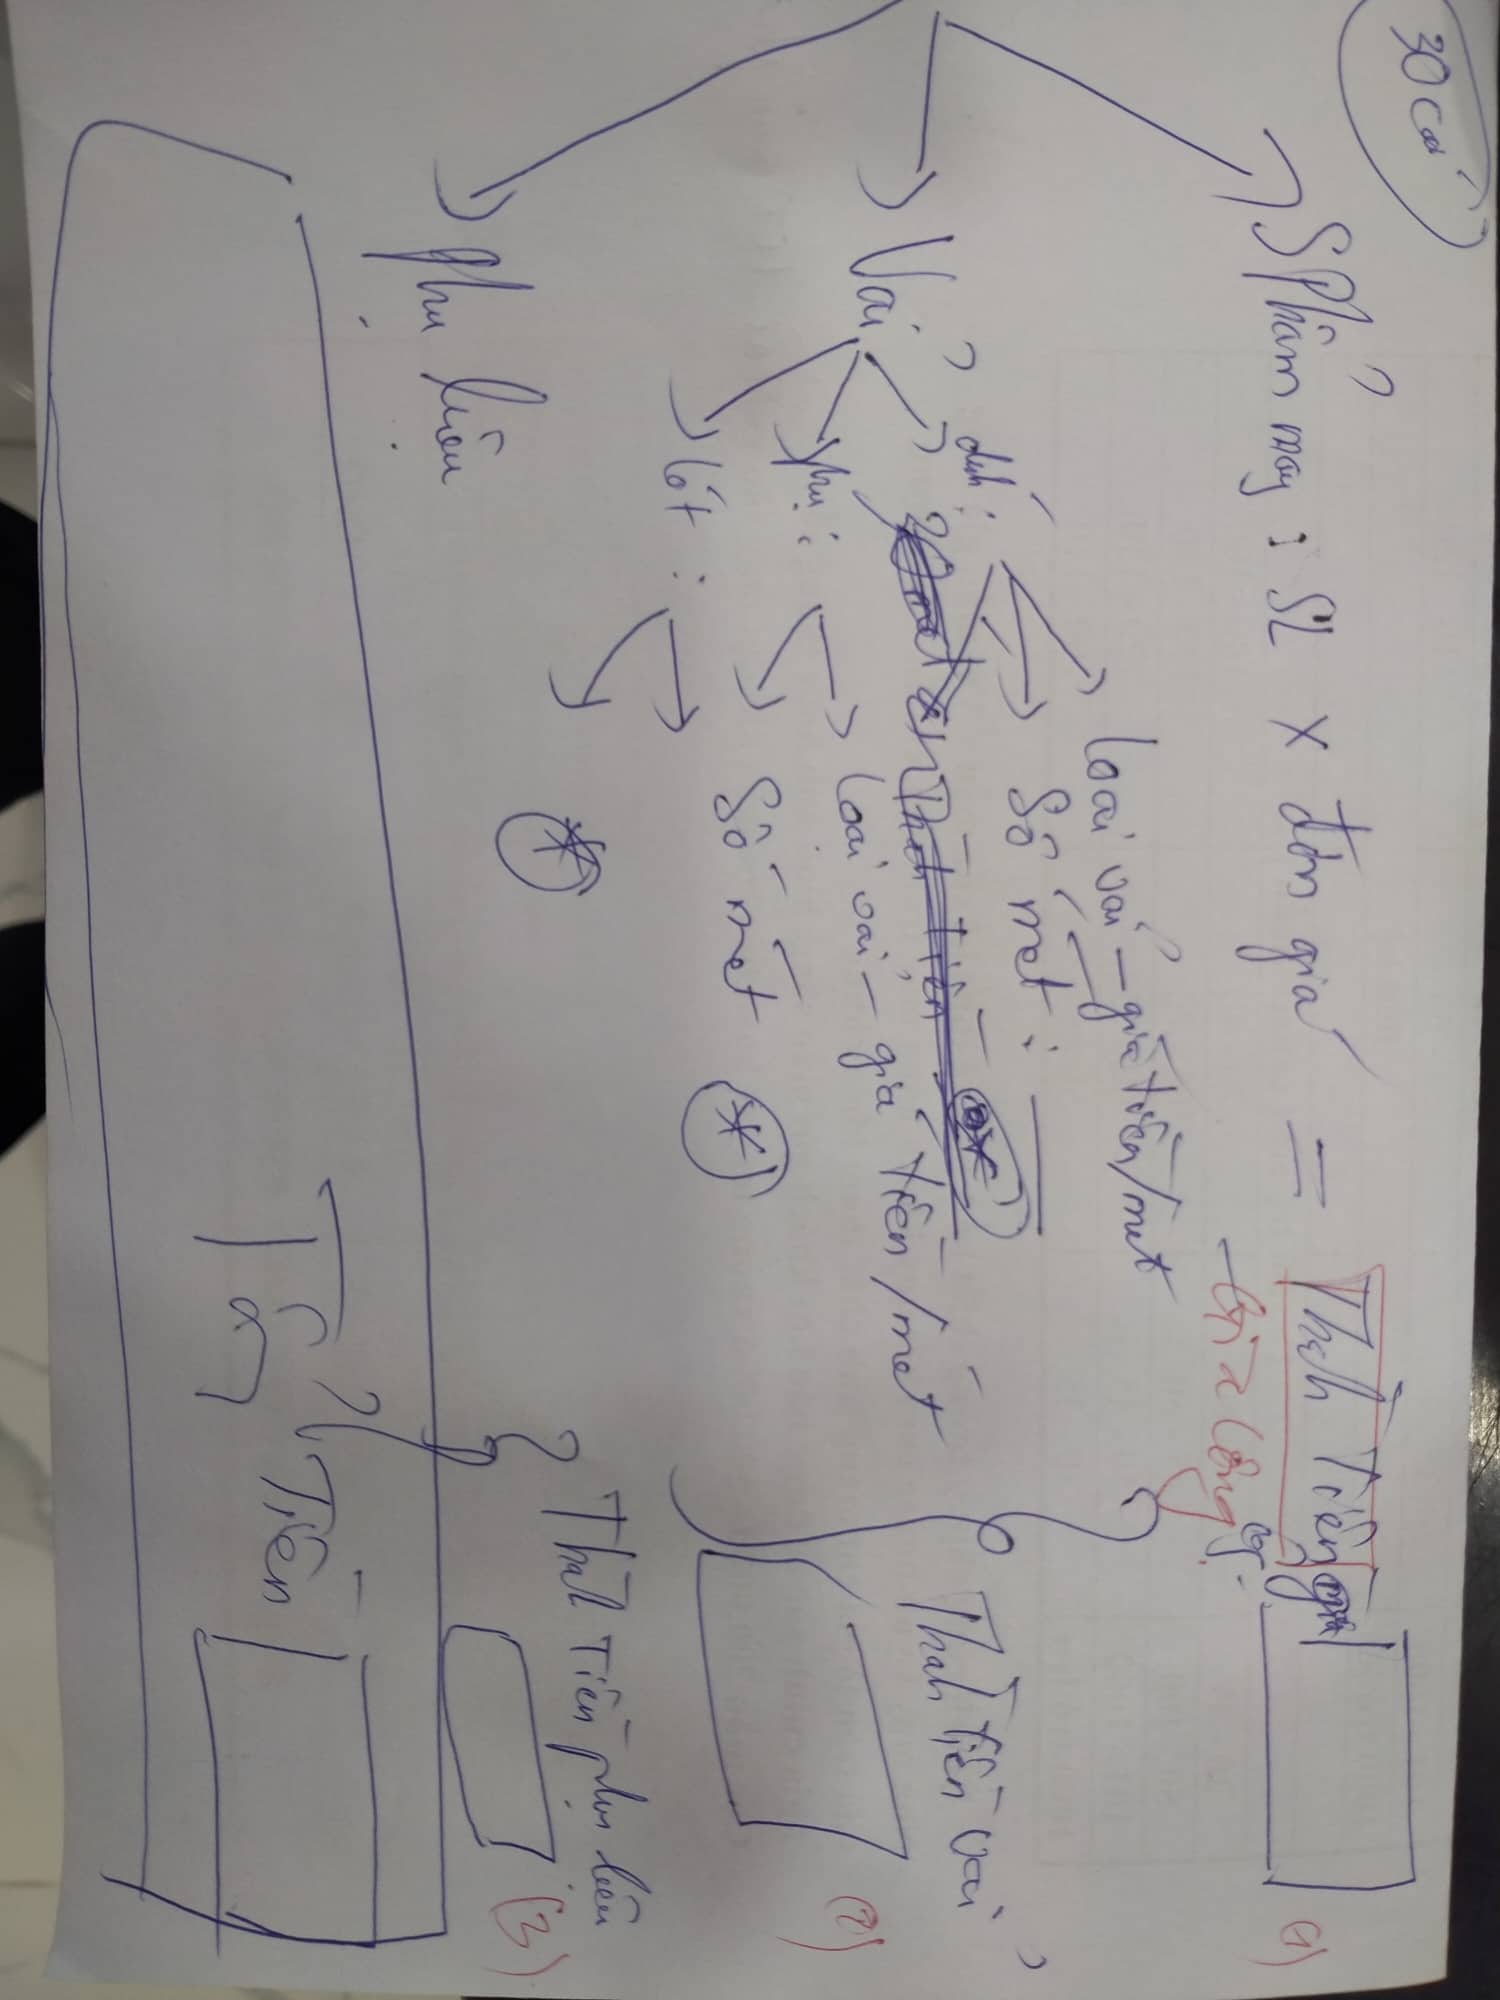 30 cái
SPhẩm may : SL x đơn giá = Thành Tiền
- Gia Công
(1)
Vải
chính :
Loại vải - giá tiền/mét
Số mét :
Thành tiền vải
(2)
phụ :
Loại vải - giá tiền/mét
Số mét
lót :
Phụ liệu
Thành Tiền phụ liệu
(3)
Tổng Tiền